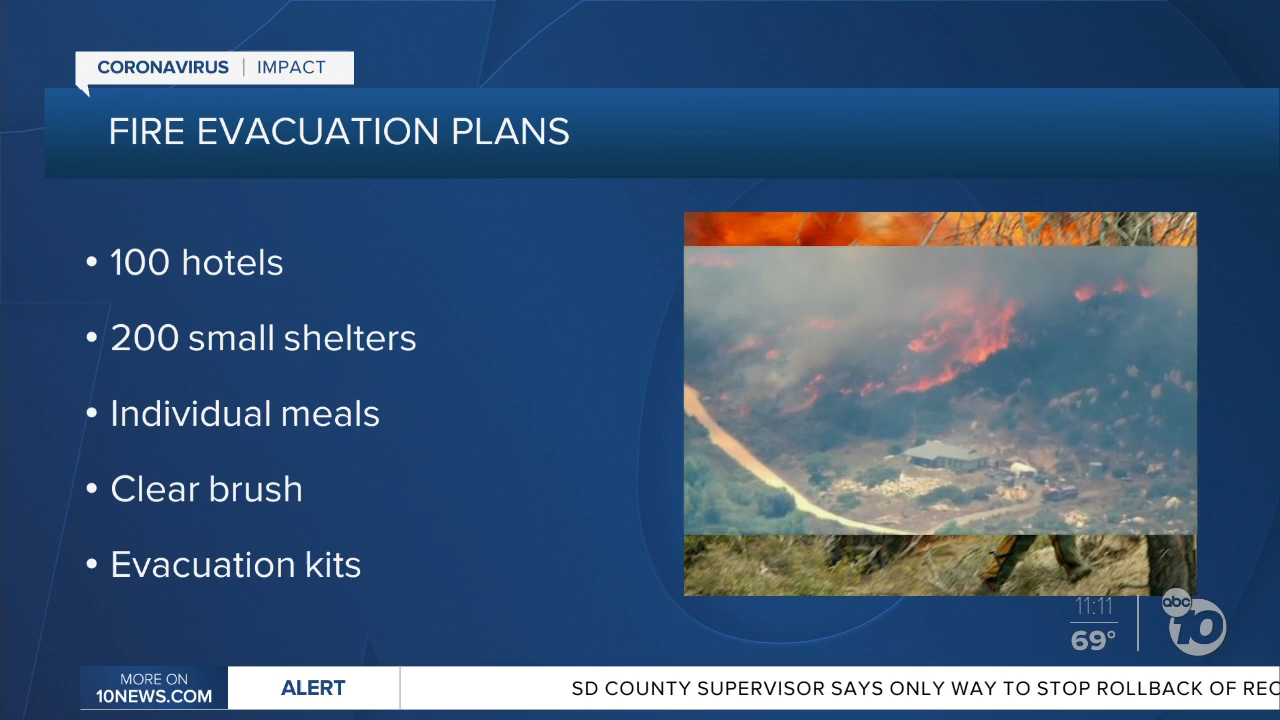 CORONAVIRUS | IMPACT
FIRE EVACUATION PLANS
• 100 hotels
• 200 small shelters
• Individual meals
• Clear brush
• Evacuation kits
11:11
69°
abc
10
MORE ON
10NEWS.COM
ALERT
SD COUNTY SUPERVISOR SAYS ONLY WAY TO STOP ROLLBACK OF